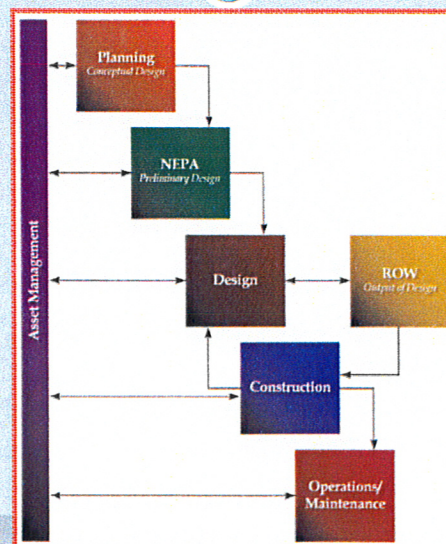 Asset Management
Planning
Conceptual Design
NEPA
Preliminary Design
Design
ROW
Output of Design
Construction
Operations/
Maintenance